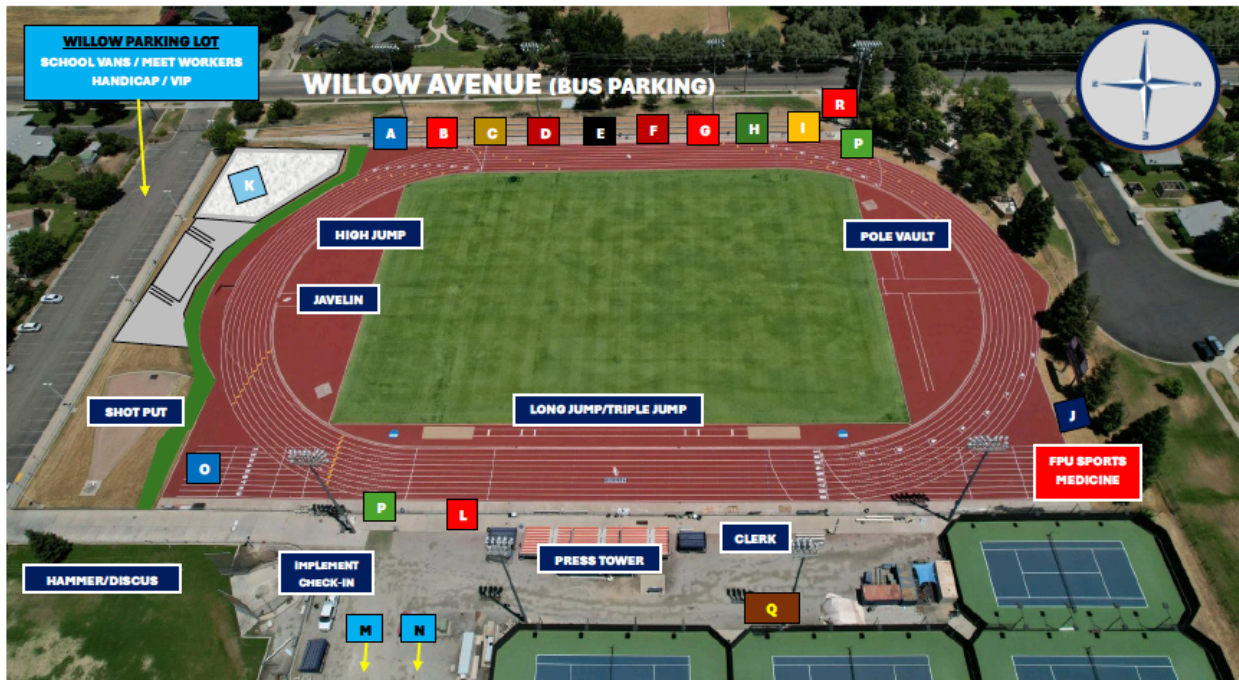 WILLOW PARKING LOT
SCHOOL VANS / MEET WORKERS
HANDICAP / VIP
WILLOW AVENUE (BUS PARKING)
R
A
B
C
D
E
F
G
H
I
P
K
HIGH JUMP
POLE VAULT
JAVELIN
SHOT PUT
LONG JUMP/TRIPLE JUMP
J
O
FPU SPORTS
MEDICINE
P
L
CLERK
PRESS TOWER
IMPLEMENT
CHECK-IN
HAMMER/DISCUS
Q
M
N